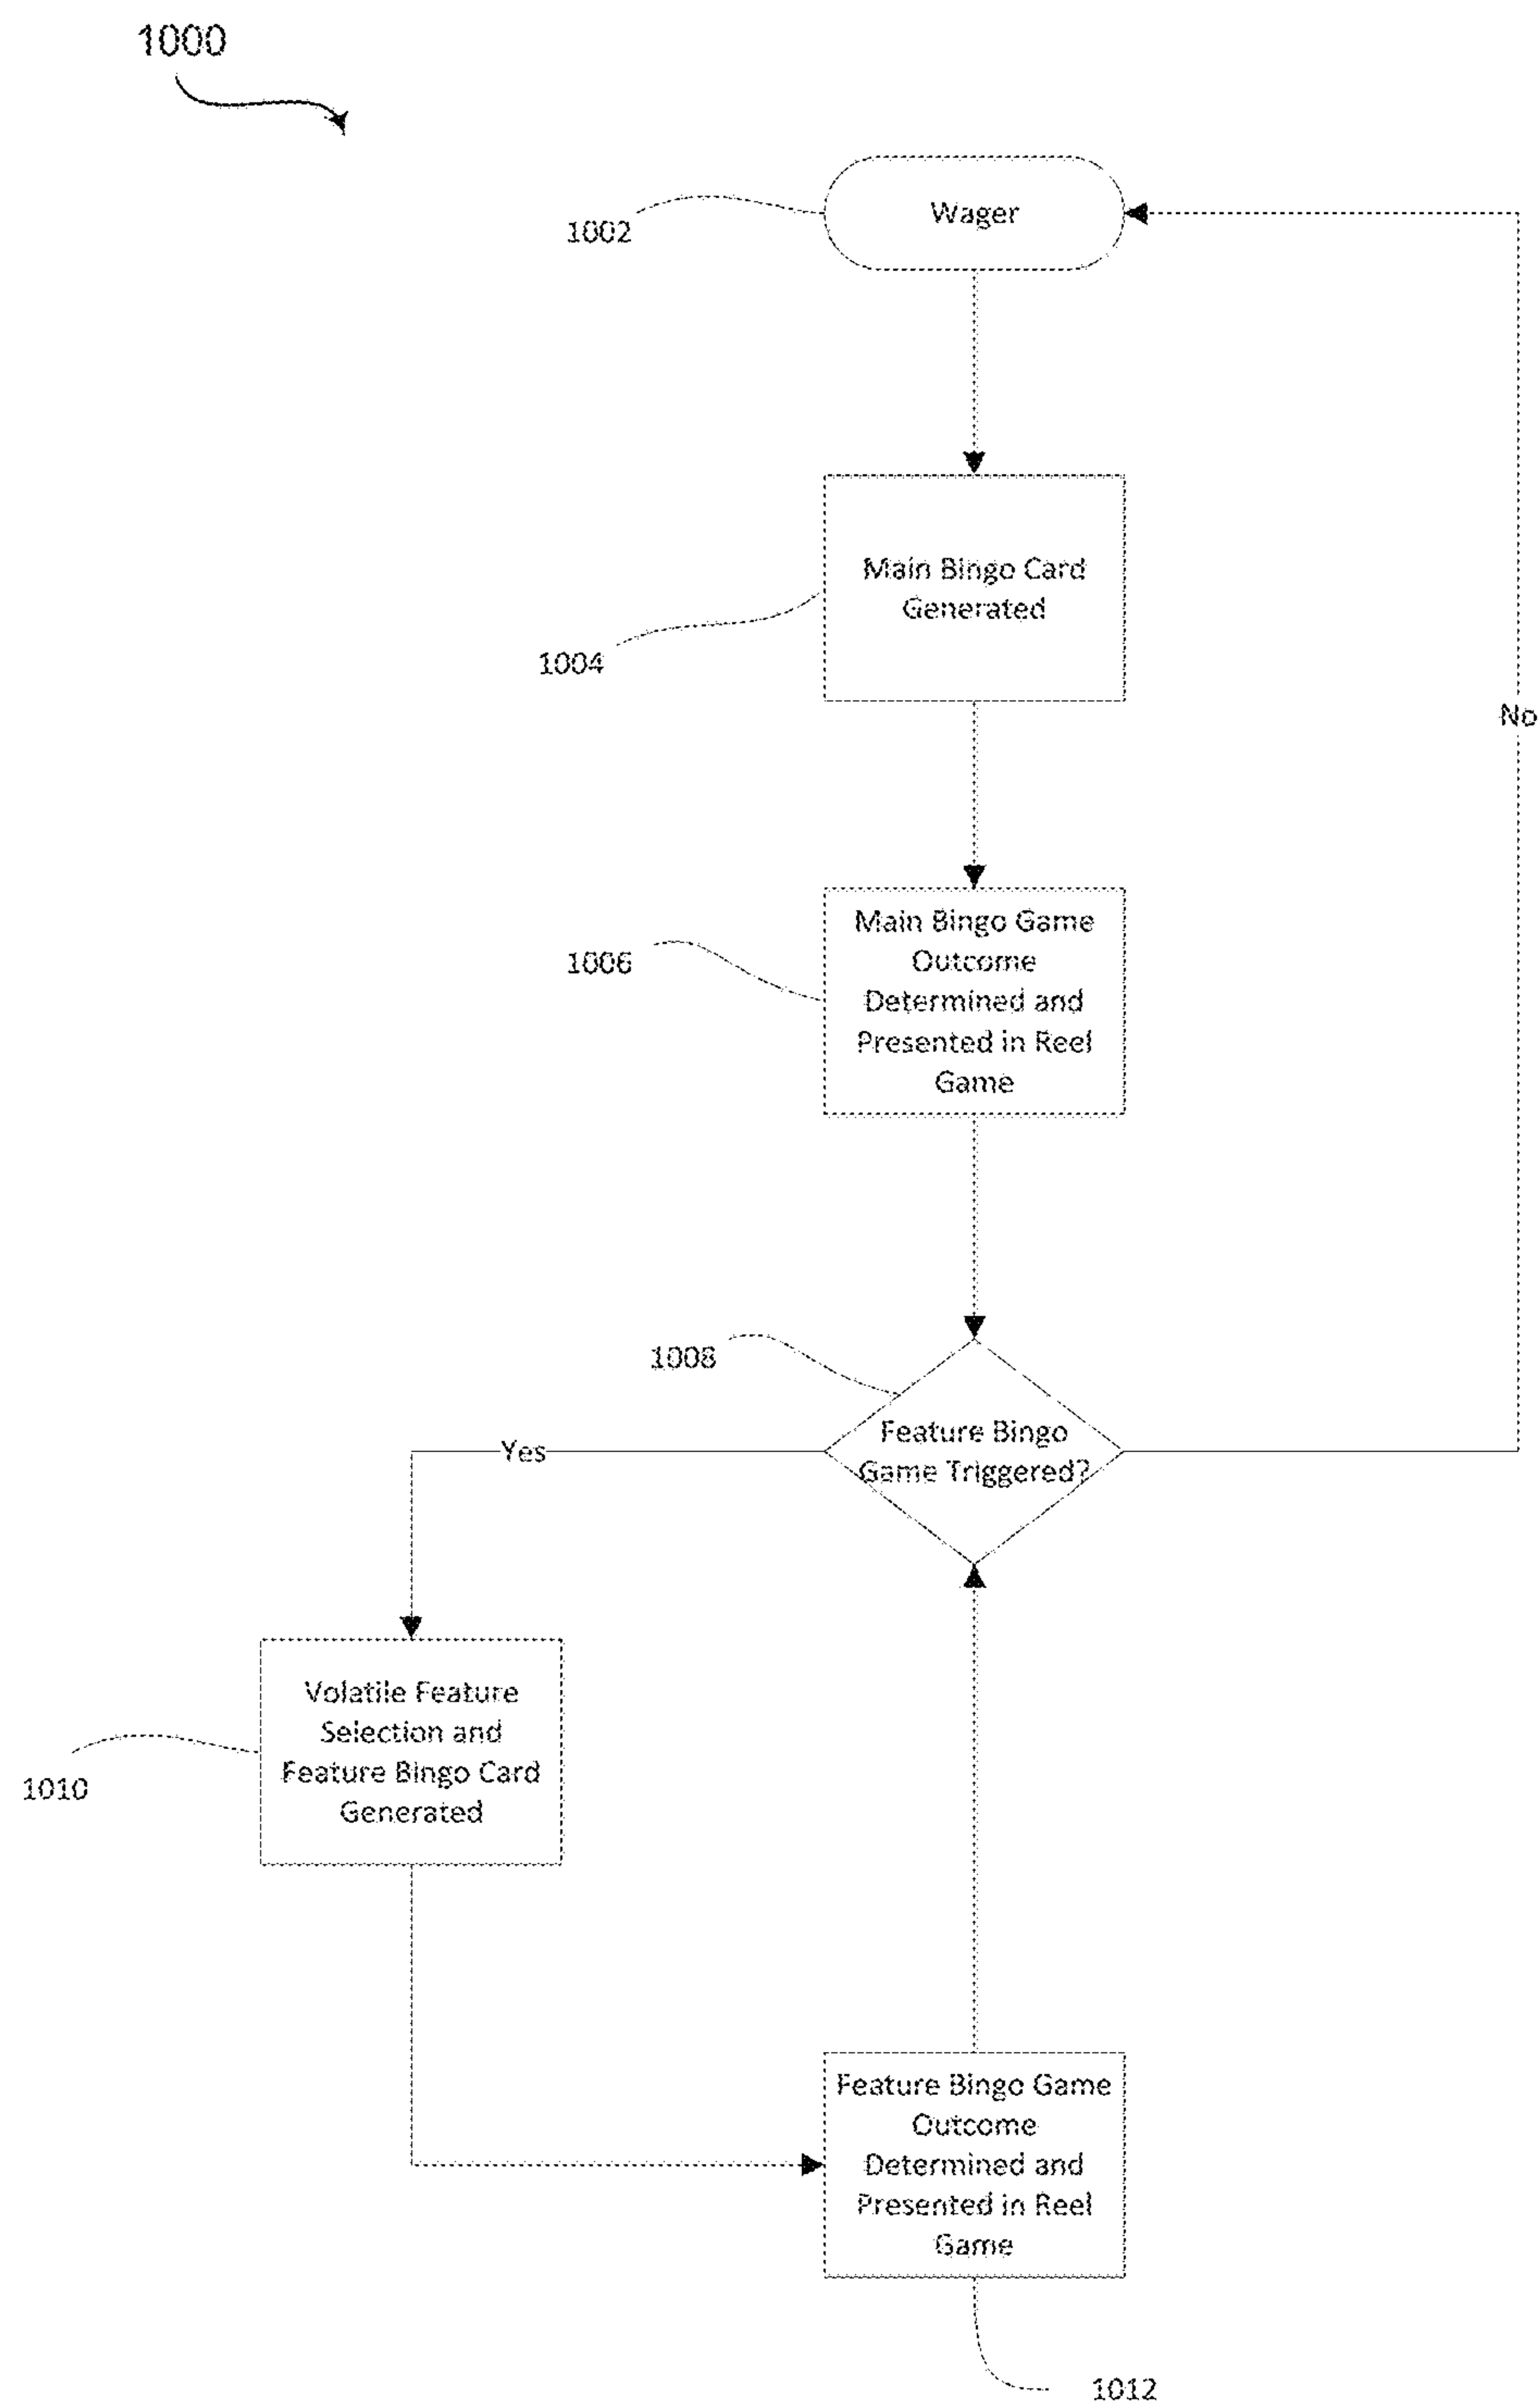 1000
Wager
1002
Main Bingo Card
Generated
1004
No
Main Bingo Game
Outcome
Determined and
Presented in Reel
Game
1006
1008
Feature Bingo
Game Triggered?
Yes
Volatile Feature
Selection and
Feature Bingo Card
Generated
1010
Feature Bingo Game
Outcome
Determined and
Presented in Reel
Game
1012